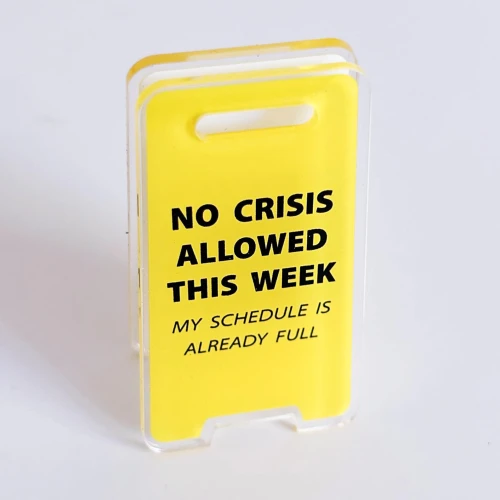 NO CRISIS
ALLOWED
THIS WEEK
MY SCHEDULE IS
ALREADY FULL